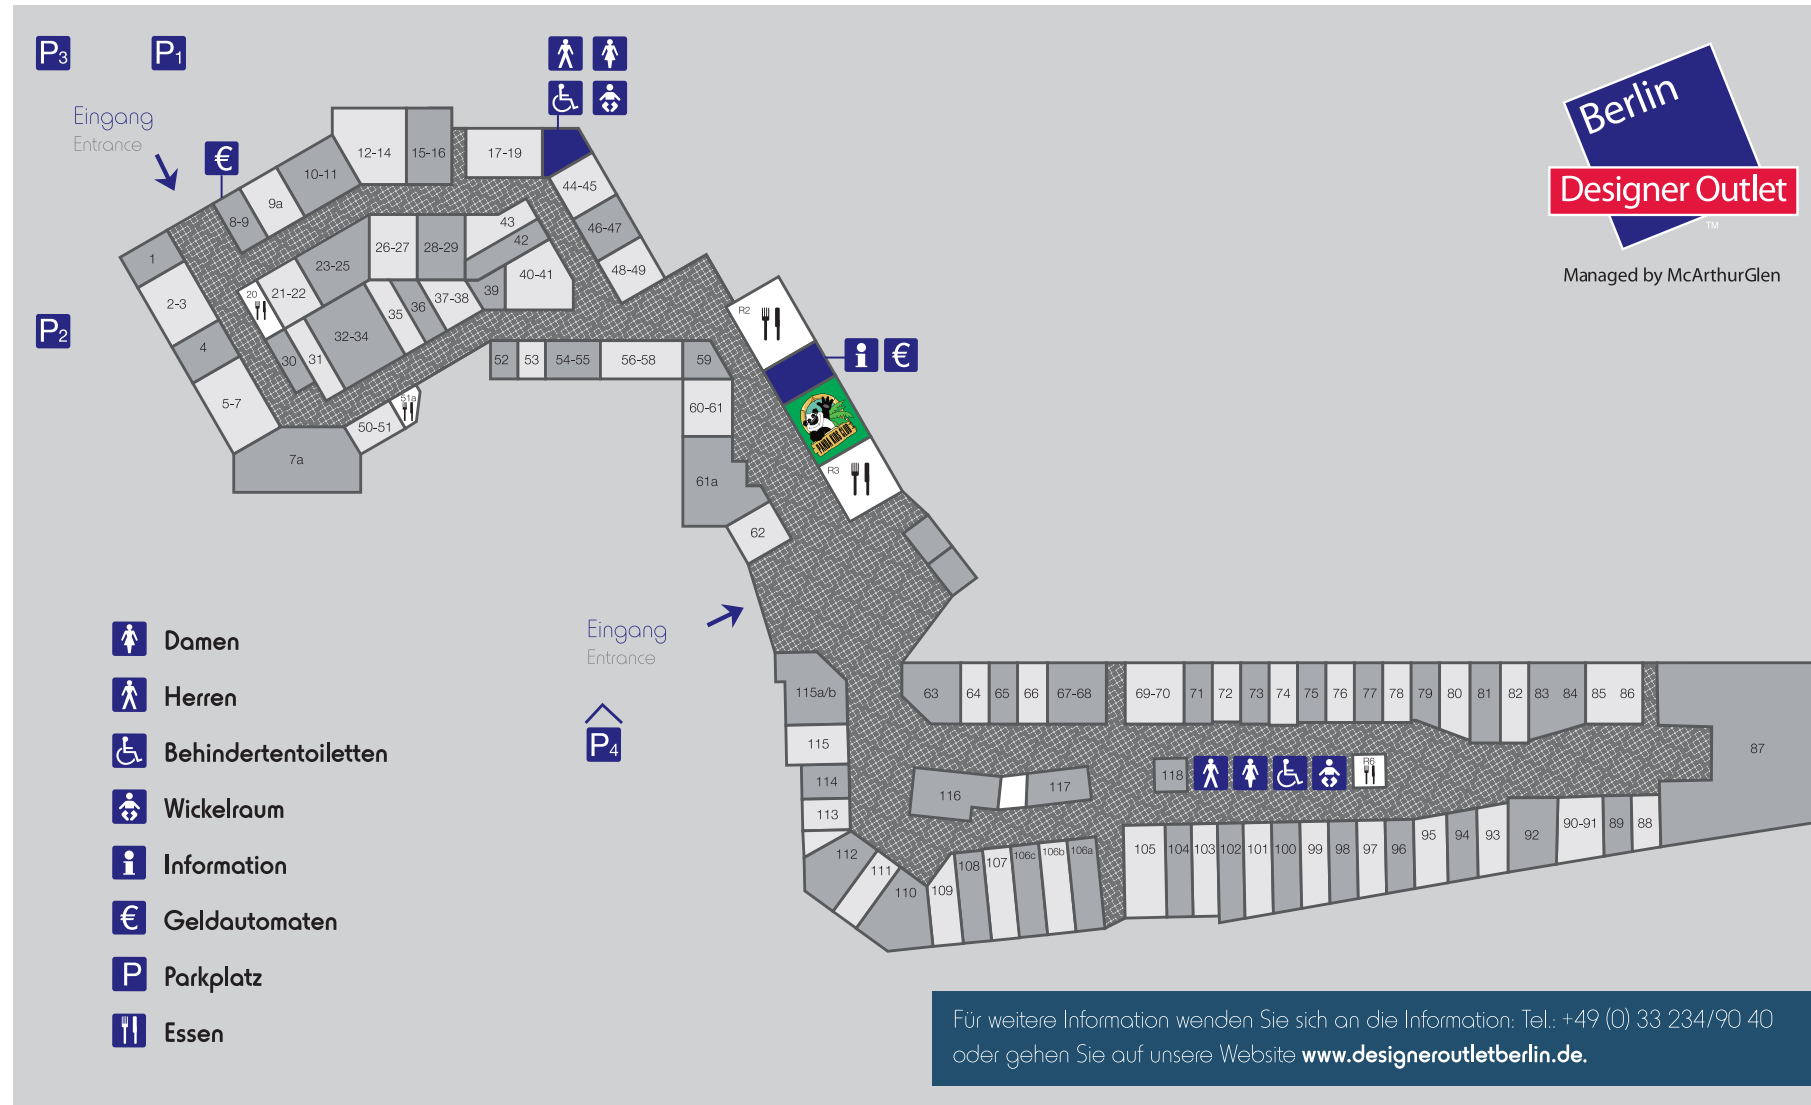 P3
P1
Eingang
Entrance
€
12-14
15-16
17-19
10-11
9a
8-9
44-45
46-47
48-49
1
2-3
4
5-7
7a
P2
43
42
26-27
28-29
23-25
40-41
39
37-38
36
35
20
21-22
32-34
30
31
51a
50-51
52
53
54-55
56-58
59
60-61
61a
62
R2
i
€
PANDA KIDS CLUB
R3
Berlin
Designer Outlet
TM
Managed by McArthurGlen
Eingang
Entrance
P4
Damen
Herren
Behindertentoiletten
Wickelraum
i Information
€ Geldautomaten
P Parkplatz
Essen
63
64
65
66
67-68
69-70
71
72
73
74
75
76
77
78
79
80
81
82
83
84
85
86
87
115a/b
115
114
113
112
111
110
109
108
107
106c
106b
106a
116
117
118
R6
105
104
103
102
101
100
99
98
97
96
95
94
93
92
90-91
89
88
Für weitere Information wenden Sie sich an die Information: Tel.: +49 (0) 33 234/90 40
oder gehen Sie auf unsere Website www.designeroutletberlin.de.